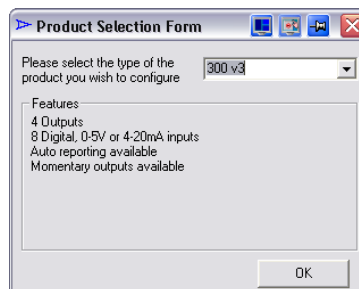 Product Selection Form
Please select the type of the
product you wish to configure
300 v3
Features
4 Outputs
8 Digital, 0-5V or 4-20mA inputs
Auto reporting available
Momentary outputs available
OK